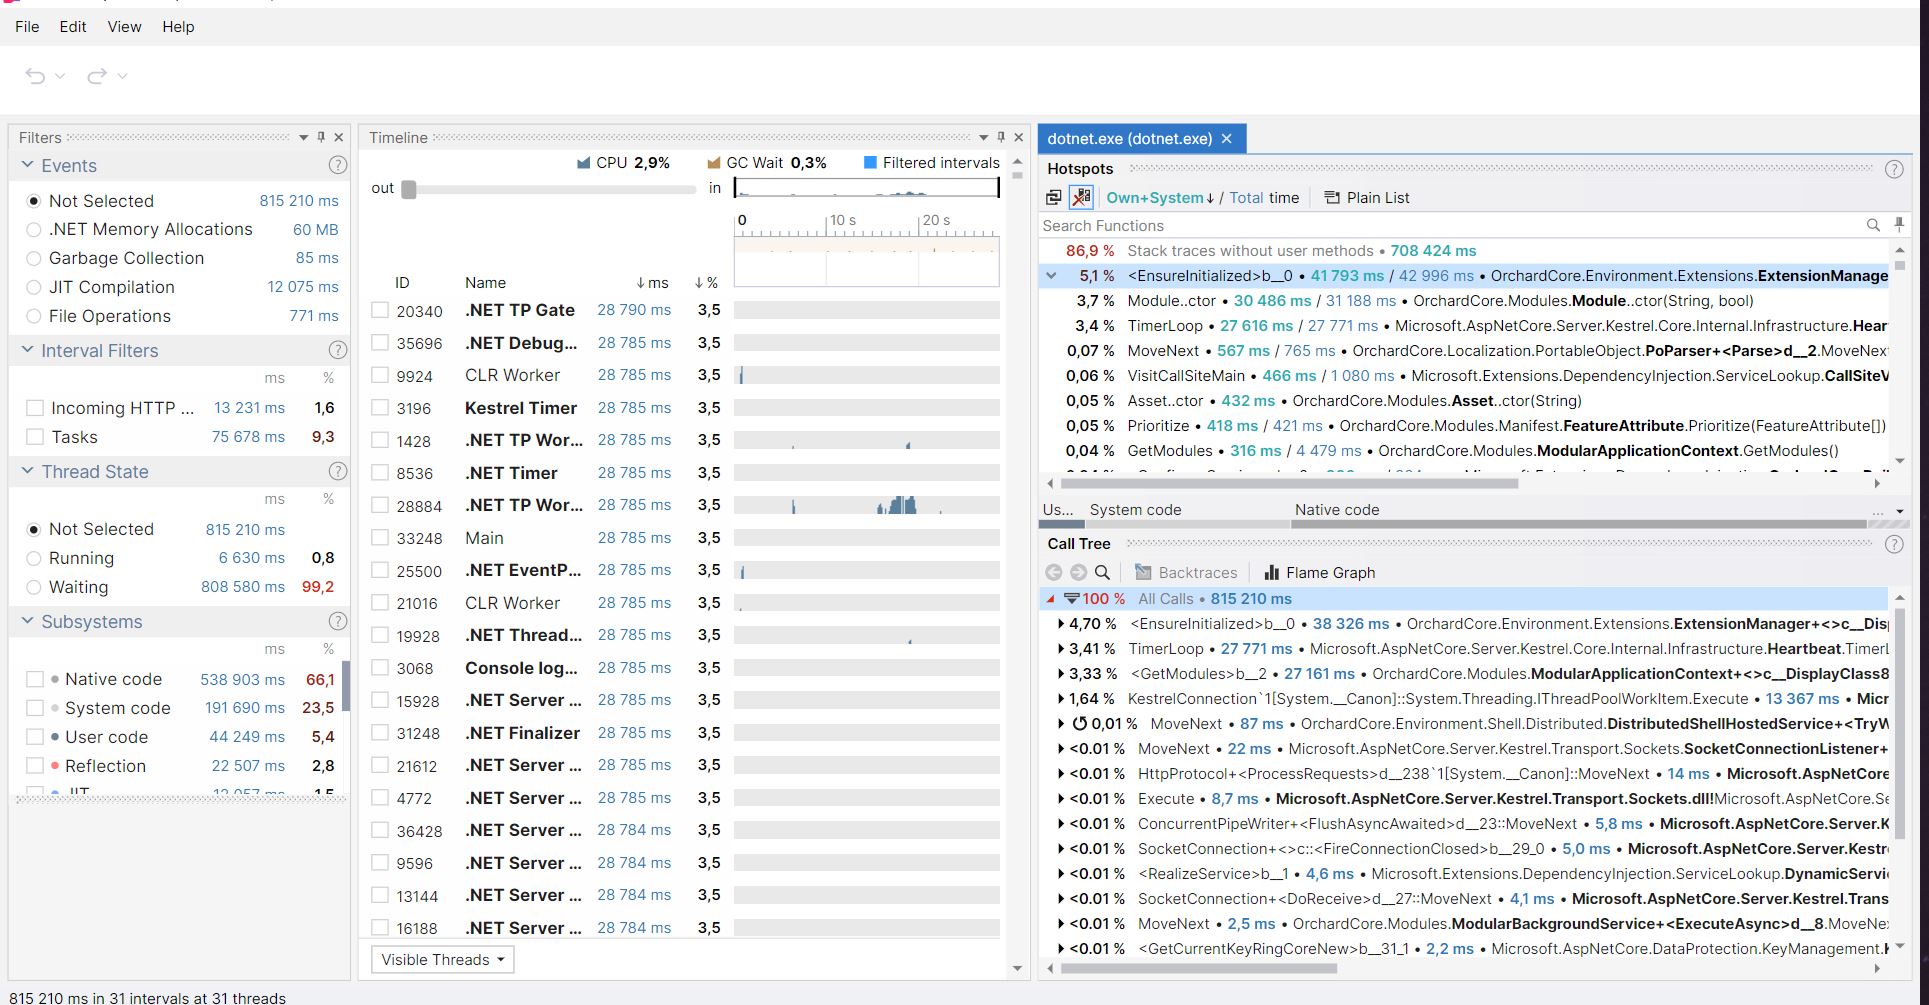 File Edit View Help
Filters
Events
Not Selected 815 210 ms
.NET Memory Allocations 60 MB
Garbage Collection 85 ms
JIT Compilation 12 075 ms
File Operations 771 ms
Interval Filters
ms %
Incoming HTTP ... 13 231 ms 1,6
Tasks 75 678 ms 9,3
Thread State
ms %
Not Selected 815 210 ms
Running 6 630 ms 0,8
Waiting 808 580 ms 99,2
Subsystems
ms %
Native code 538 903 ms 66,1
System code 191 690 ms 23,5
User code 44 249 ms 5,4
Reflection 22 507 ms 2,8
Timeline
CPU 2,9% GC Wait 0,3% Filtered intervals
out in
0 10 s 20 s
ID Name ↓ms ↓%
20340 .NET TP Gate 28 790 ms 3,5
35696 .NET Debug... 28 785 ms 3,5
9924 CLR Worker 28 785 ms 3,5
3196 Kestrel Timer 28 785 ms 3,5
1428 .NET TP Wor... 28 785 ms 3,5
8536 .NET Timer 28 785 ms 3,5
28884 .NET TP Wor... 28 785 ms 3,5
33248 Main 28 785 ms 3,5
25500 .NET EventP... 28 785 ms 3,5
21016 CLR Worker 28 785 ms 3,5
19928 .NET Thread... 28 785 ms 3,5
3068 Console log... 28 785 ms 3,5
15928 .NET Server ... 28 785 ms 3,5
31248 .NET Finalizer 28 785 ms 3,5
21612 .NET Server ... 28 785 ms 3,5
4772 .NET Server ... 28 785 ms 3,5
36428 .NET Server ... 28 784 ms 3,5
9596 .NET Server ... 28 784 ms 3,5
13144 .NET Server ... 28 784 ms 3,5
16188 .NET Server ... 28 784 ms 3,5
Visible Threads
dotnet.exe (dotnet.exe)
Hotspots
Own+System↓ / Total time Plain List
Search Functions
86,9 % Stack traces without user methods • 708 424 ms
5,1 % <EnsureInitialized>b__0 • 41 793 ms / 42 996 ms • OrchardCore.Environment.Extensions.ExtensionManage
3,7 % Module..ctor • 30 486 ms / 31 188 ms • OrchardCore.Modules.Module..ctor(String, bool)
3,4 % TimerLoop • 27 616 ms / 27 771 ms • Microsoft.AspNetCore.Server.Kestrel.Core.Internal.Infrastructure.Hear
0,07 % MoveNext • 567 ms / 765 ms • OrchardCore.Localization.PortableObject.PoParser+<Parse>d__2.MoveNex
0,06 % VisitCallSiteMain • 466 ms / 1 080 ms • Microsoft.Extensions.DependencyInjection.ServiceLookup.CallSiteV
0,05 % Asset..ctor • 432 ms • OrchardCore.Modules.Asset..ctor(String)
0,05 % Prioritize • 418 ms / 421 ms • OrchardCore.Modules.Manifest.FeatureAttribute.Prioritize(FeatureAttribute[])
0,04 % GetModules • 316 ms / 4 479 ms • OrchardCore.Modules.ModularApplicationContext.GetModules()
Us... System code Native code ...
Call Tree
Backtraces Flame Graph
100 % All Calls • 815 210 ms
4,70 % <EnsureInitialized>b__0 • 38 326 ms • OrchardCore.Environment.Extensions.ExtensionManager+<>c__Dis
3,41 % TimerLoop • 27 771 ms • Microsoft.AspNetCore.Server.Kestrel.Core.Internal.Infrastructure.Heartbeat.TimerL
3,33 % <GetModules>b__2 • 27 161 ms • OrchardCore.Modules.ModularApplicationContext+<>c__DisplayClass8
1,64 % KestrelConnection`1[System.__Canon]::System.Threading.IThreadPoolWorkItem.Execute • 13 367 ms • Micr
0,01 % MoveNext • 87 ms • OrchardCore.Environment.Shell.Distributed.DistributedShellHostedService+<TryW
<0.01 % MoveNext • 22 ms • Microsoft.AspNetCore.Server.Kestrel.Transport.Sockets.SocketConnectionListener+
<0.01 % HttpProtocol+<ProcessRequests>d__238`1[System.__Canon]::MoveNext • 14 ms • Microsoft.AspNetCore
<0.01 % Execute • 8,7 ms • Microsoft.AspNetCore.Server.Kestrel.Transport.Sockets.dll!Microsoft.AspNetCore.Se
<0.01 % ConcurrentPipeWriter+<FlushAsyncAwaited>d__23::MoveNext • 5,8 ms • Microsoft.AspNetCore.Server.K
<0.01 % SocketConnection+<>c::<FireConnectionClosed>b__29_0 • 5,0 ms • Microsoft.AspNetCore.Server.Kestr
<0.01 % <RealizeService>b__1 • 4,6 ms • Microsoft.Extensions.DependencyInjection.ServiceLookup.DynamicServi
<0.01 % SocketConnection+<DoReceive>d__27::MoveNext • 4,1 ms • Microsoft.AspNetCore.Server.Kestrel.Trans
<0.01 % MoveNext • 2,5 ms • OrchardCore.Modules.ModularBackgroundService+<ExecuteAsync>d__8.MoveNe
<0.01 % <GetCurrentKeyRingCoreNew>b__31_1 • 2,2 ms • Microsoft.AspNetCore.DataProtection.KeyManagement.K
815 210 ms in 31 intervals at 31 threads